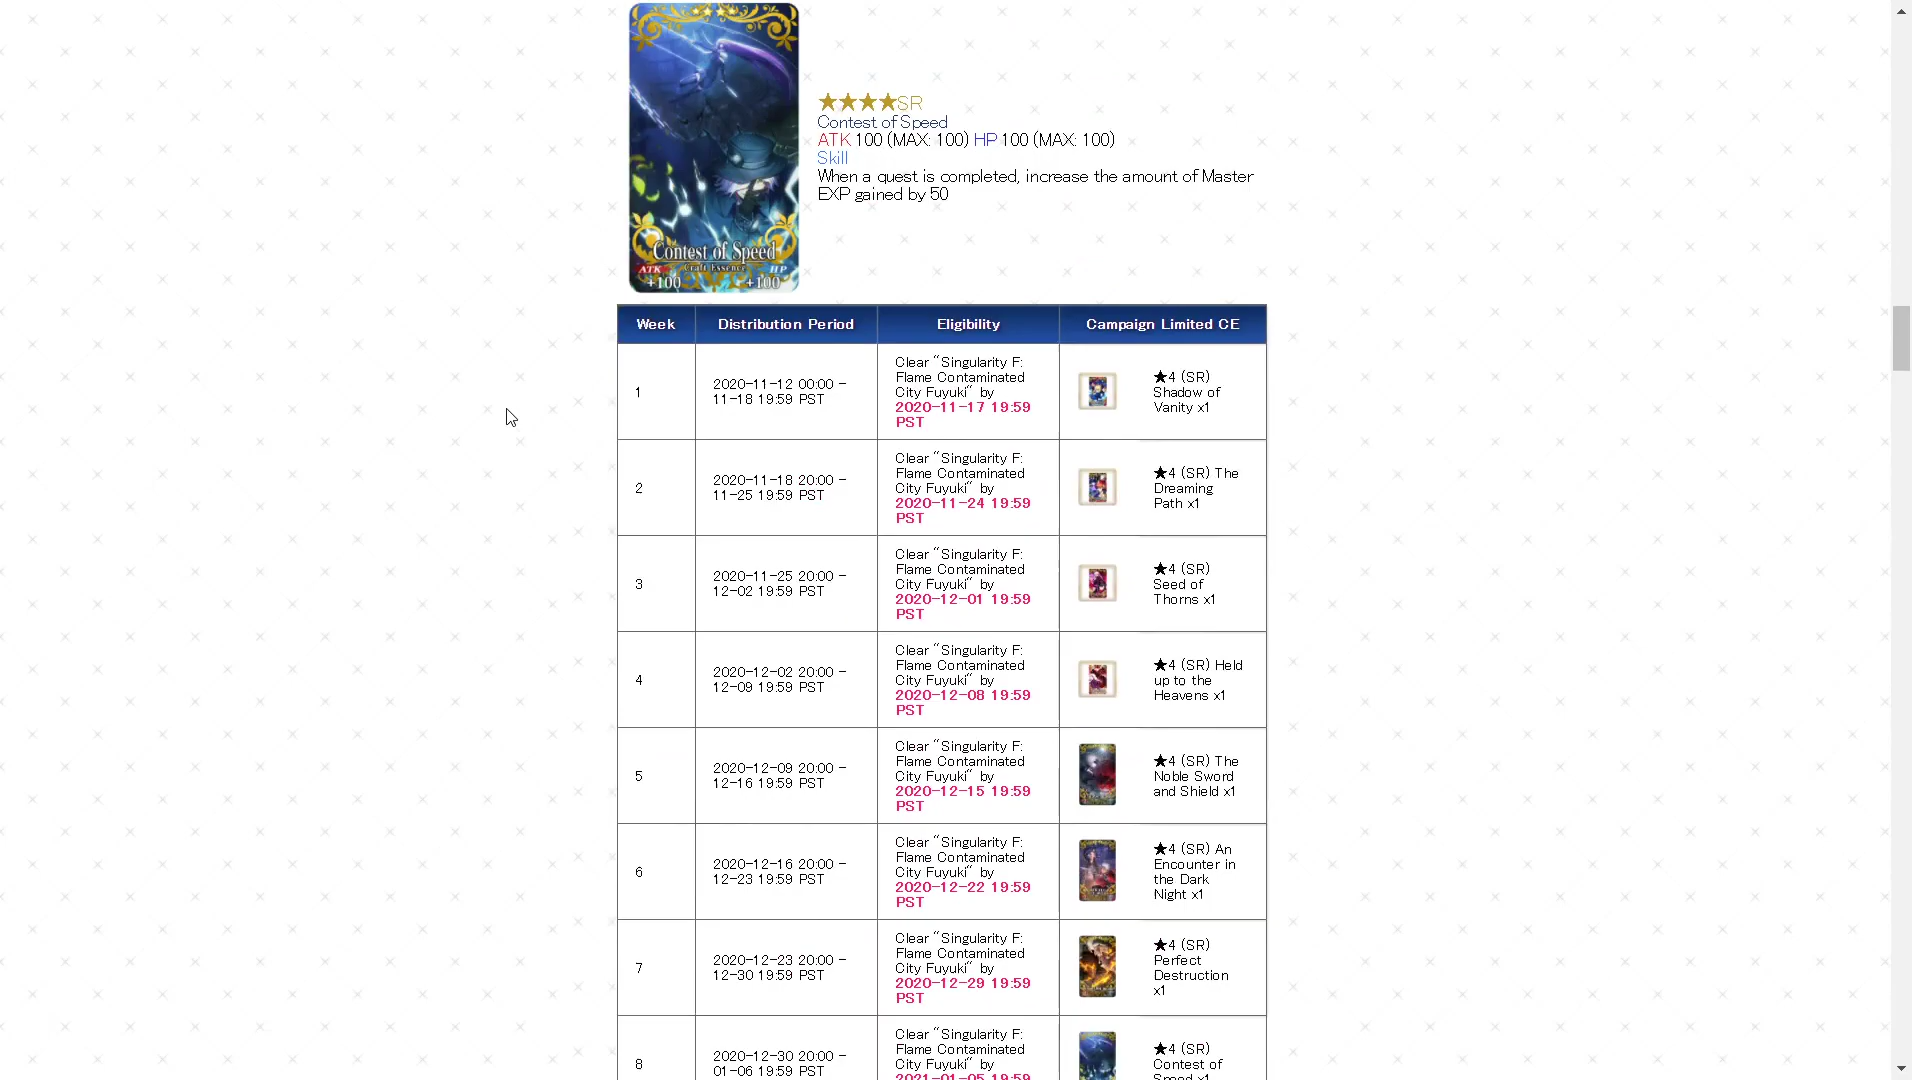 ★★★★SR
Contest of Speed
ATK 100 (MAX: 100) HP 100 (MAX: 100)
Skill
When a quest is completed, increase the amount of Master
EXP gained by 50
Contest of Speed
ATK Craft Essence HP
+100 +100
Week Distribution Period Eligibility Campaign Limited CE
1
2020-11-12 00:00 -
11-18 19:59 PST
Clear "Singularity F:
Flame Contaminated
City Fuyuki" by
2020-11-17 19:59
PST
★4 (SR)
Shadow of
Vanity x1
2
2020-11-18 20:00 -
11-25 19:59 PST
Clear "Singularity F:
Flame Contaminated
City Fuyuki" by
2020-11-24 19:59
PST
★4 (SR) The
Dreaming
Path x1
3
2020-11-25 20:00 -
12-02 19:59 PST
Clear "Singularity F:
Flame Contaminated
City Fuyuki" by
2020-12-01 19:59
PST
★4 (SR)
Seed of
Thorns x1
4
2020-12-02 20:00 -
12-09 19:59 PST
Clear "Singularity F:
Flame Contaminated
City Fuyuki" by
2020-12-08 19:59
PST
★4 (SR) Held
up to the
Heavens x1
5
2020-12-09 20:00 -
12-16 19:59 PST
Clear "Singularity F:
Flame Contaminated
City Fuyuki" by
2020-12-15 19:59
PST
★4 (SR) The
Noble Sword
and Shield x1
6
2020-12-16 20:00 -
12-23 19:59 PST
Clear "Singularity F:
Flame Contaminated
City Fuyuki" by
2020-12-22 19:59
PST
★4 (SR) An
Encounter in
the Dark
Night x1
7
2020-12-23 20:00 -
12-30 19:59 PST
Clear "Singularity F:
Flame Contaminated
City Fuyuki" by
2020-12-29 19:59
PST
★4 (SR)
Perfect
Destruction
x1
8
2020-12-30 20:00 -
01-06 19:59 PST
Clear "Singularity F:
Flame Contaminated
City Fuyuki" by
2021-01-05 19:59
★4 (SR)
Contest of
Speed x1